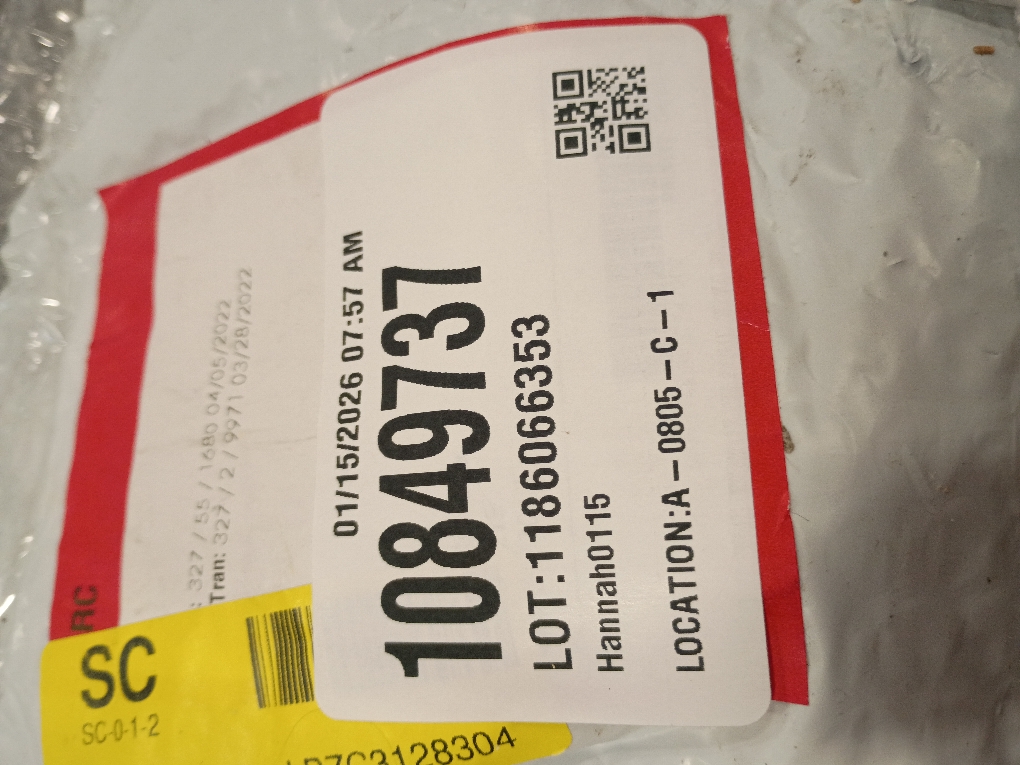 RC
: 327 / 55 / 1680 04/05/2022
Tran: 327 / 2 / 9971 03/28/2022
SC
SC-0-1-2
01/15/2026 07:57 AM
10849737
LOT:1186066353
Hannah0115
LOCATION:A-0805-C-1